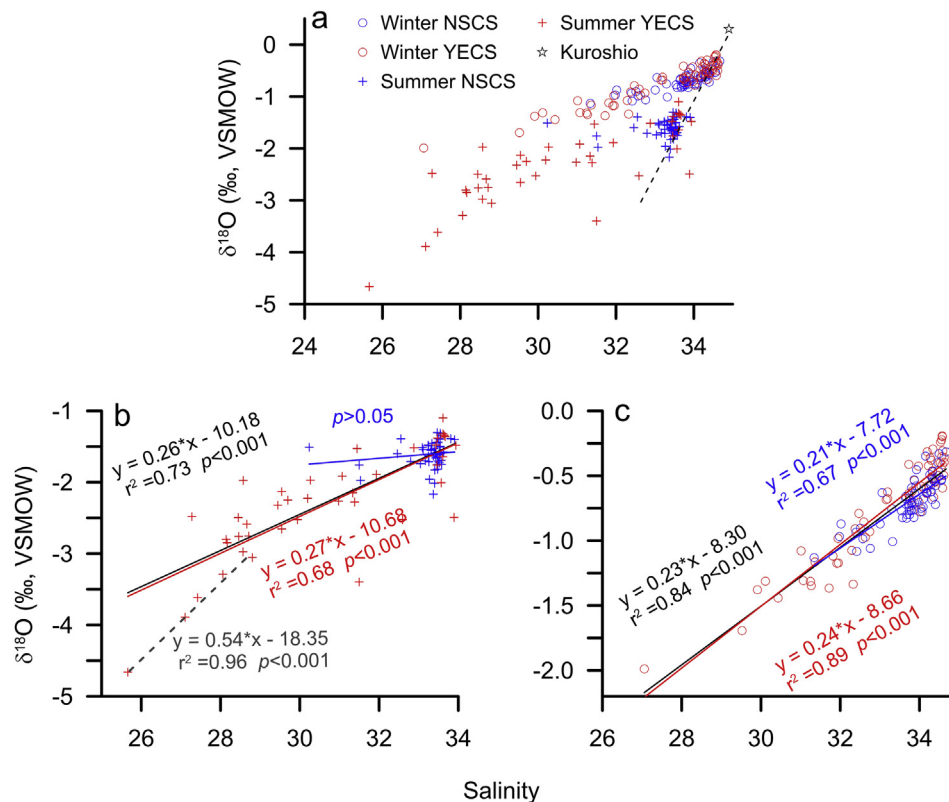 a
Winter NSCS
Summer YECS
Winter YECS
Kuroshio
Summer NSCS
0
-1
-2
-3
-4
-5
δ18O (‰, VSMOW)
24 26 28 30 32 34
b
-1
-2
-3
-4
-5
δ18O (‰, VSMOW)
y = 0.26*x - 10.18
r2 = 0.73 p<0.001
p>0.05
y = 0.27*x - 10.68
r2 = 0.68 p<0.001
y = 0.54*x - 18.35
r2 = 0.96 p<0.001
26 28 30 32 34
c
0.0
-0.5
-1.0
-1.5
-2.0
y = 0.21*x - 7.72
r2 = 0.67 p<0.001
y = 0.23*x - 8.30
r2 = 0.84 p<0.001
y = 0.24*x - 8.66
r2 = 0.89 p<0.001
26 28 30 32 34
Salinity